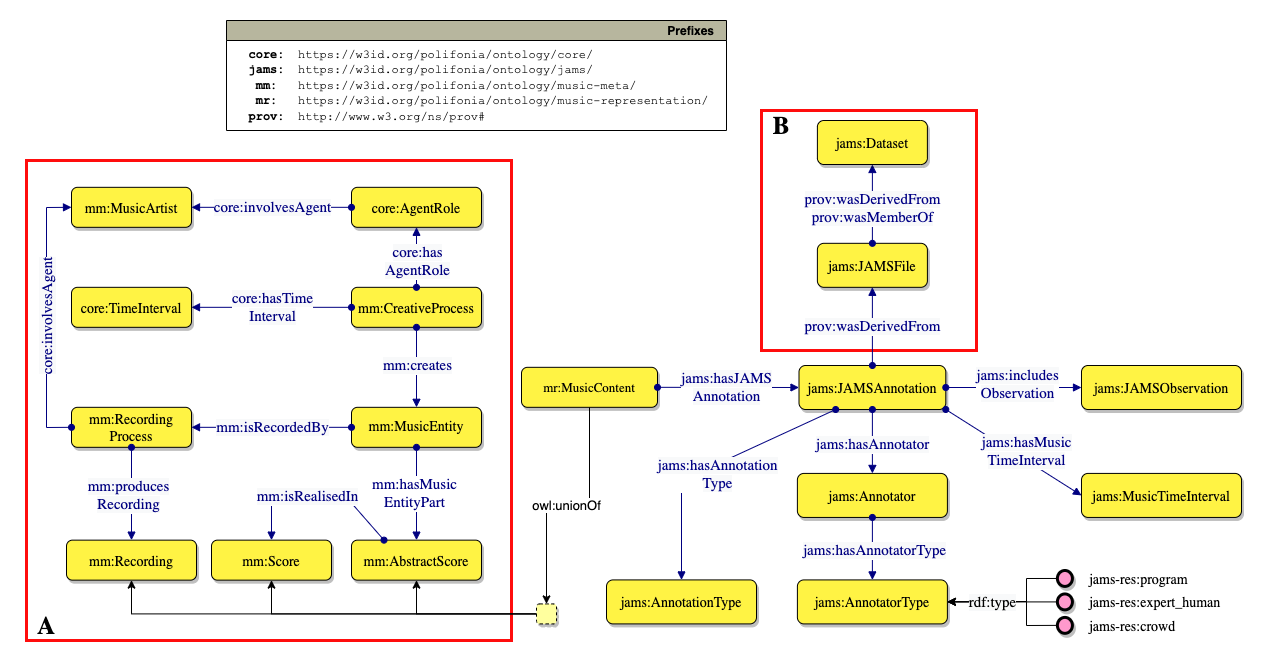 Prefixes
core: https://w3id.org/polifonia/ontology/core/
jams: https://w3id.org/polifonia/ontology/jams/
mm: https://w3id.org/polifonia/ontology/music-meta/
mr: https://w3id.org/polifonia/ontology/music-representation/
prov: http://www.w3.org/ns/prov#
B
jams:Dataset
prov:wasDerivedFrom
prov:wasMemberOf
jams:JAMSFile
prov:wasDerivedFrom
mm:MusicArtist
core:involvesAgent
core:AgentRole
core:has
AgentRole
core:involvesAgent
core:TimeInterval
core:hasTime
Interval
mm:CreativeProcess
mm:creates
mm:Recording
Process
mm:isRecordedBy
mm:MusicEntity
mm:produces
Recording
mm:isRealisedIn
mm:hasMusic
EntityPart
mm:Recording
mm:Score
mm:AbstractScore
A
mr:MusicContent
jams:hasJAMS
Annotation
jams:JAMSAnnotation
jams:includes
Observation
jams:JAMSObservation
owl:unionOf
jams:hasAnnotation
Type
jams:hasAnnotator
jams:hasMusic
TimeInterval
jams:Annotator
jams:MusicTimeInterval
jams:hasAnnotatorType
jams:AnnotationType
jams:AnnotatorType
rdf:type
jams-res:program
jams-res:expert_human
jams-res:crowd